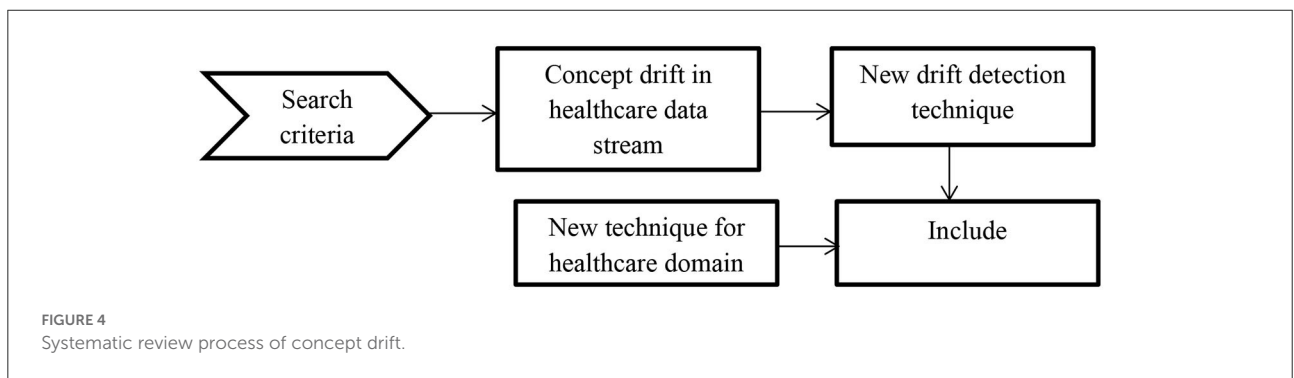 Search
criteria
Concept drift in
healthcare data
stream
New drift detection
technique
New technique for
healthcare domain
Include
FIGURE 4
Systematic review process of concept drift.